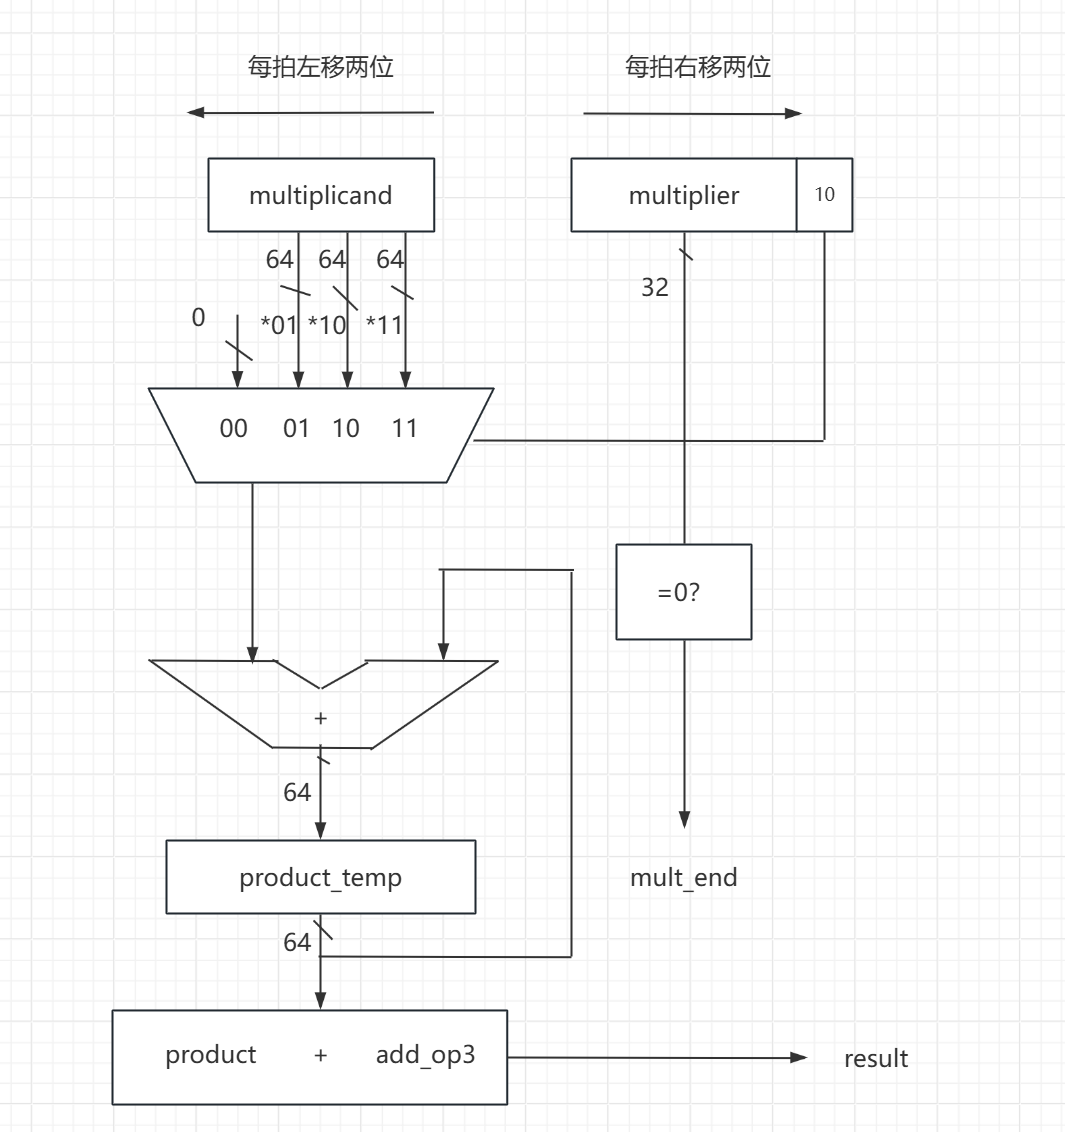 每拍左移两位
每拍右移两位
multiplicand
multiplier
10
64
64
64
32
0
*01
*10
*11
00
01
10
11
=0?
+
64
product_temp
mult_end
64
product + add_op3
result